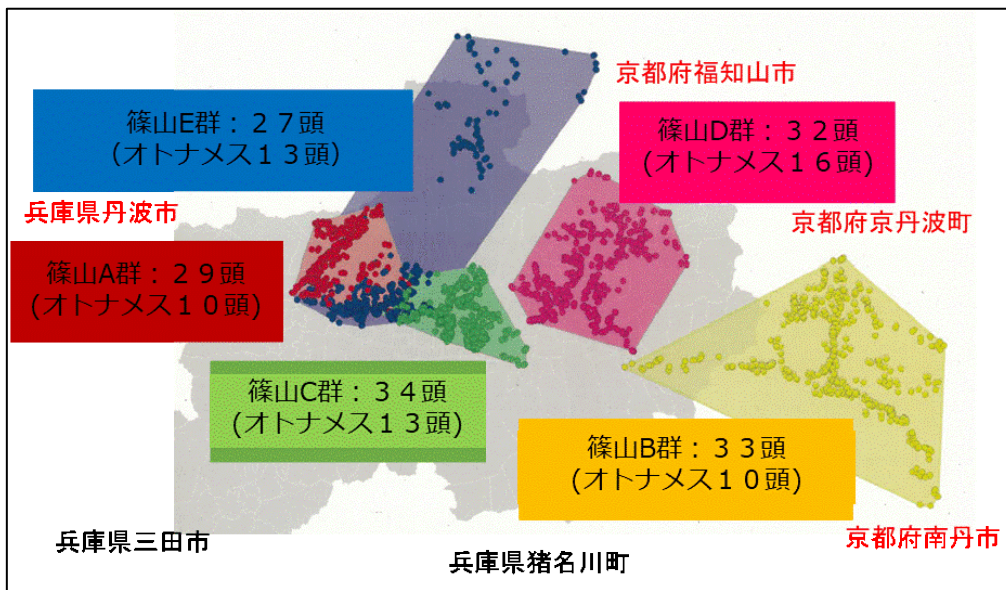 京都府福知山市
篠山E群：２７頭
(オトナメス１３頭)
篠山D群：３２頭
(オトナメス１６頭)
兵庫県丹波市
京都府京丹波町
篠山A群：２９頭
(オトナメス１０頭)
篠山C群：３４頭
(オトナメス１３頭)
篠山B群：３３頭
(オトナメス１０頭)
兵庫県三田市
兵庫県猪名川町
京都府南丹市